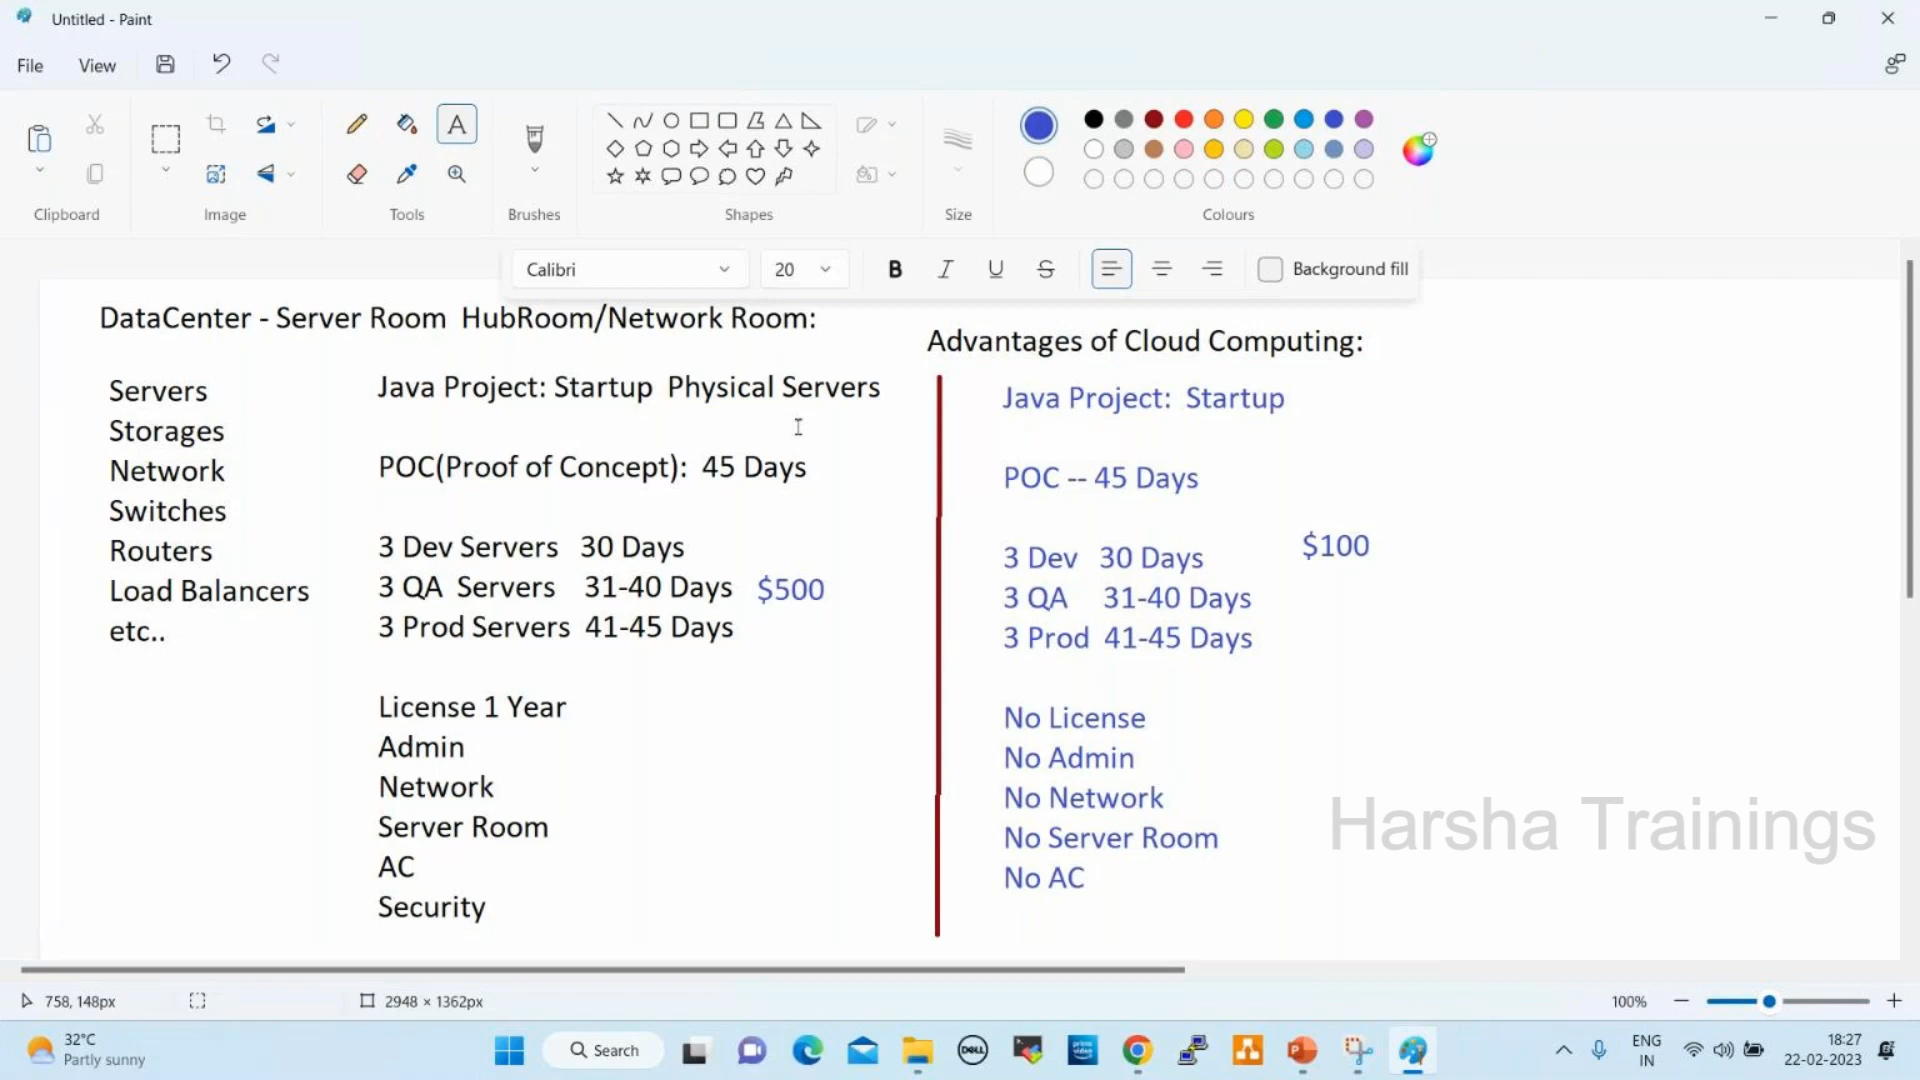 Untitled - Paint
File View
Clipboard
Image
Tools
Brushes
Shapes
Size
Colours
Calibri
20
B I U S
Background fill
DataCenter - Server Room HubRoom/Network Room:
Servers
Storages
Network
Switches
Routers
Load Balancers
etc..
Java Project: Startup Physical Servers
POC(Proof of Concept): 45 Days
3 Dev Servers 30 Days
3 QA Servers 31-40 Days $500
3 Prod Servers 41-45 Days
License 1 Year
Admin
Network
Server Room
AC
Security
Advantages of Cloud Computing:
Java Project: Startup
POC -- 45 Days
3 Dev 30 Days $100
3 QA 31-40 Days
3 Prod 41-45 Days
No License
No Admin
No Network
No Server Room
No AC
Harsha Trainings
758, 148px
2948 × 1362px
100%
32°C
Partly sunny
Search
DELL
prime video
ENG
IN
18:27
22-02-2023